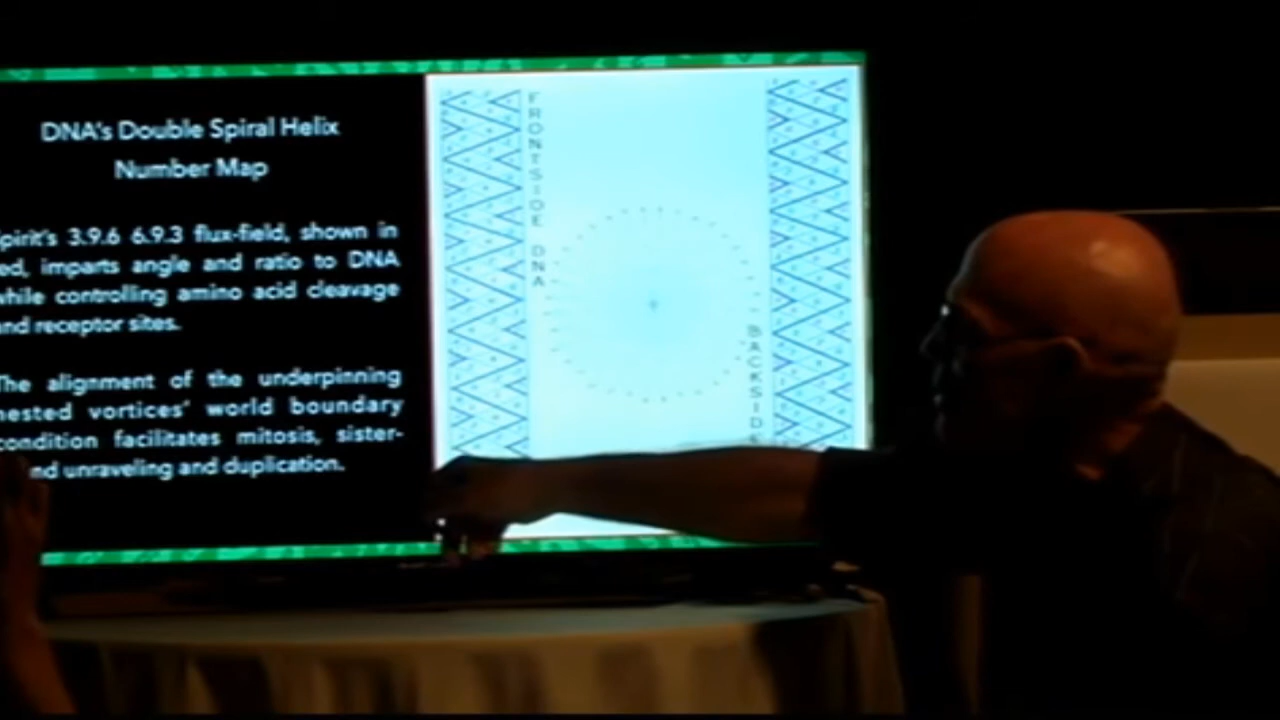 DNA's Double Spiral Helix
Number Map
pirit's 3.9.6 6.9.3 flux-field, shown in
ed, imparts angle and ratio to DNA
while controlling amino acid cleavage
and receptor sites.
The alignment of the underpinning
nested vortices' world boundary
condition facilitates mitosis, sister-
nd unraveling and duplication.
FRONTSIDE DNA
BACKSID